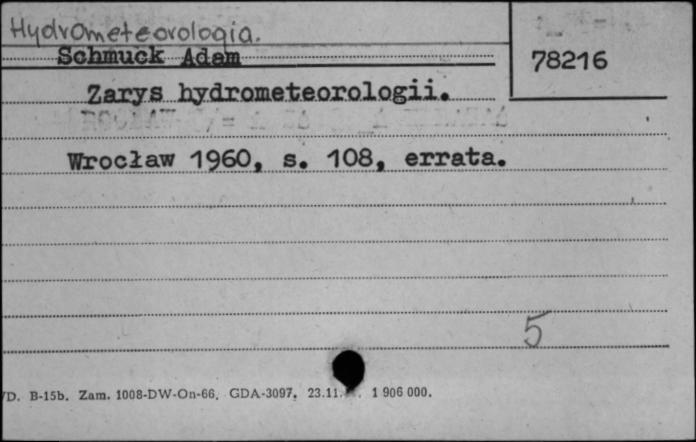 Hydrometeorologia.
Schmuck Adam
78216
Zarys hydrometeorologii.
Wrocław 1960, s. 108, errata.
5
D. B-15b. Zam. 1008-DW-On-66. GDA-3097. 23.11. 1 906 000.